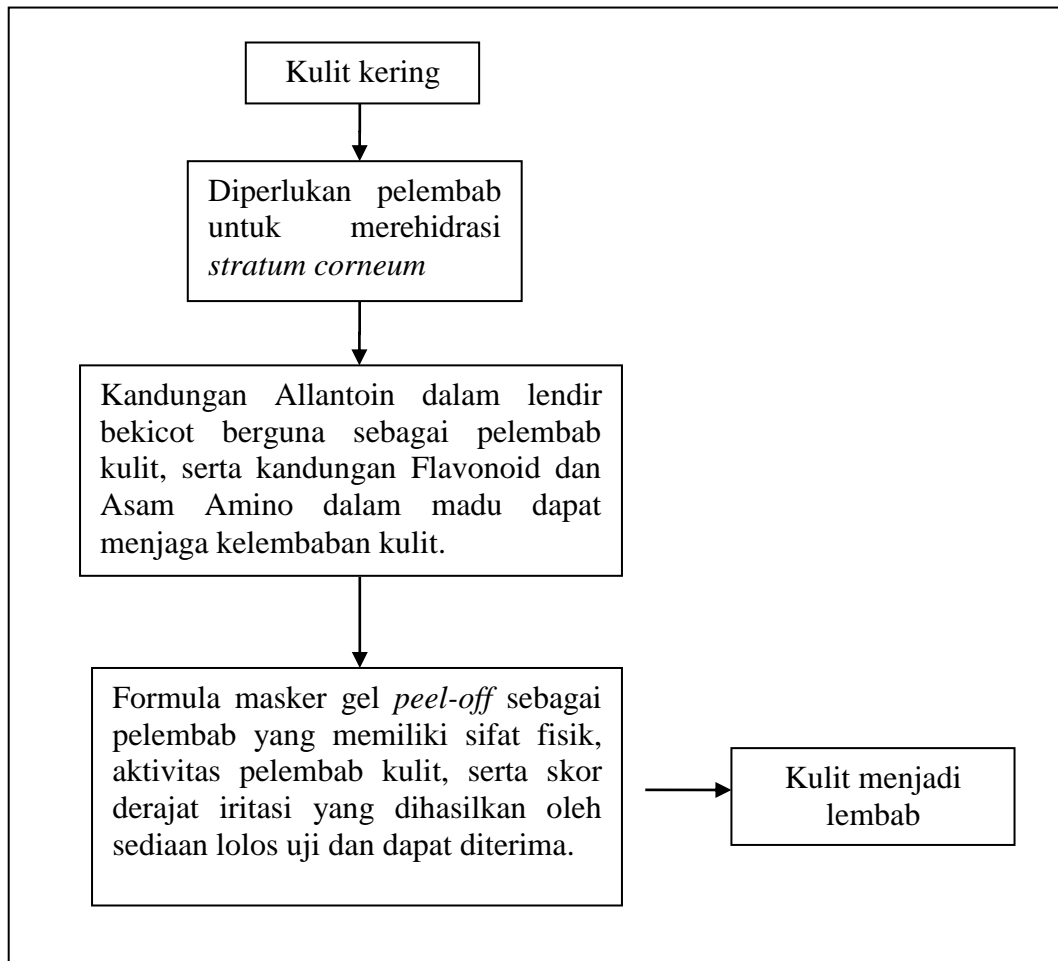 Kulit kering
Diperlukan pelembab
untuk merehidrasi
stratum corneum
Kandungan Allantoin dalam lendir
bekicot berguna sebagai pelembab
kulit, serta kandungan Flavonoid dan
Asam Amino dalam madu dapat
menjaga kelembaban kulit.
Formula masker gel peel-off sebagai
pelembab yang memiliki sifat fisik,
aktivitas pelembab kulit, serta skor
derajat iritasi yang dihasilkan oleh
sediaan lolos uji dan dapat diterima.
Kulit menjadi
lembab